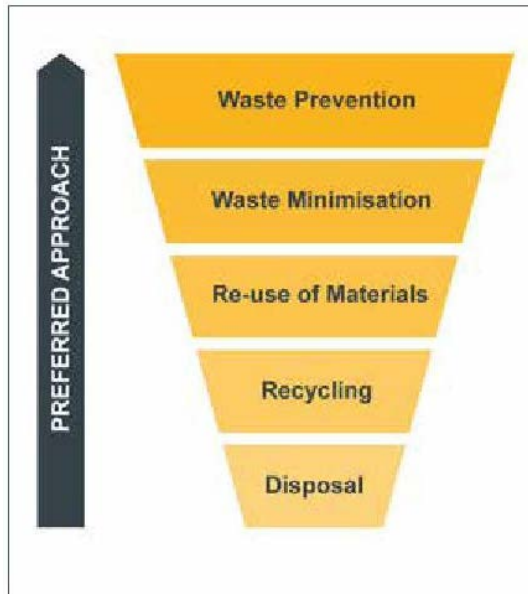 PREFERRED APPROACH
Waste Prevention
Waste Minimisation
Re-use of Materials
Recycling
Disposal